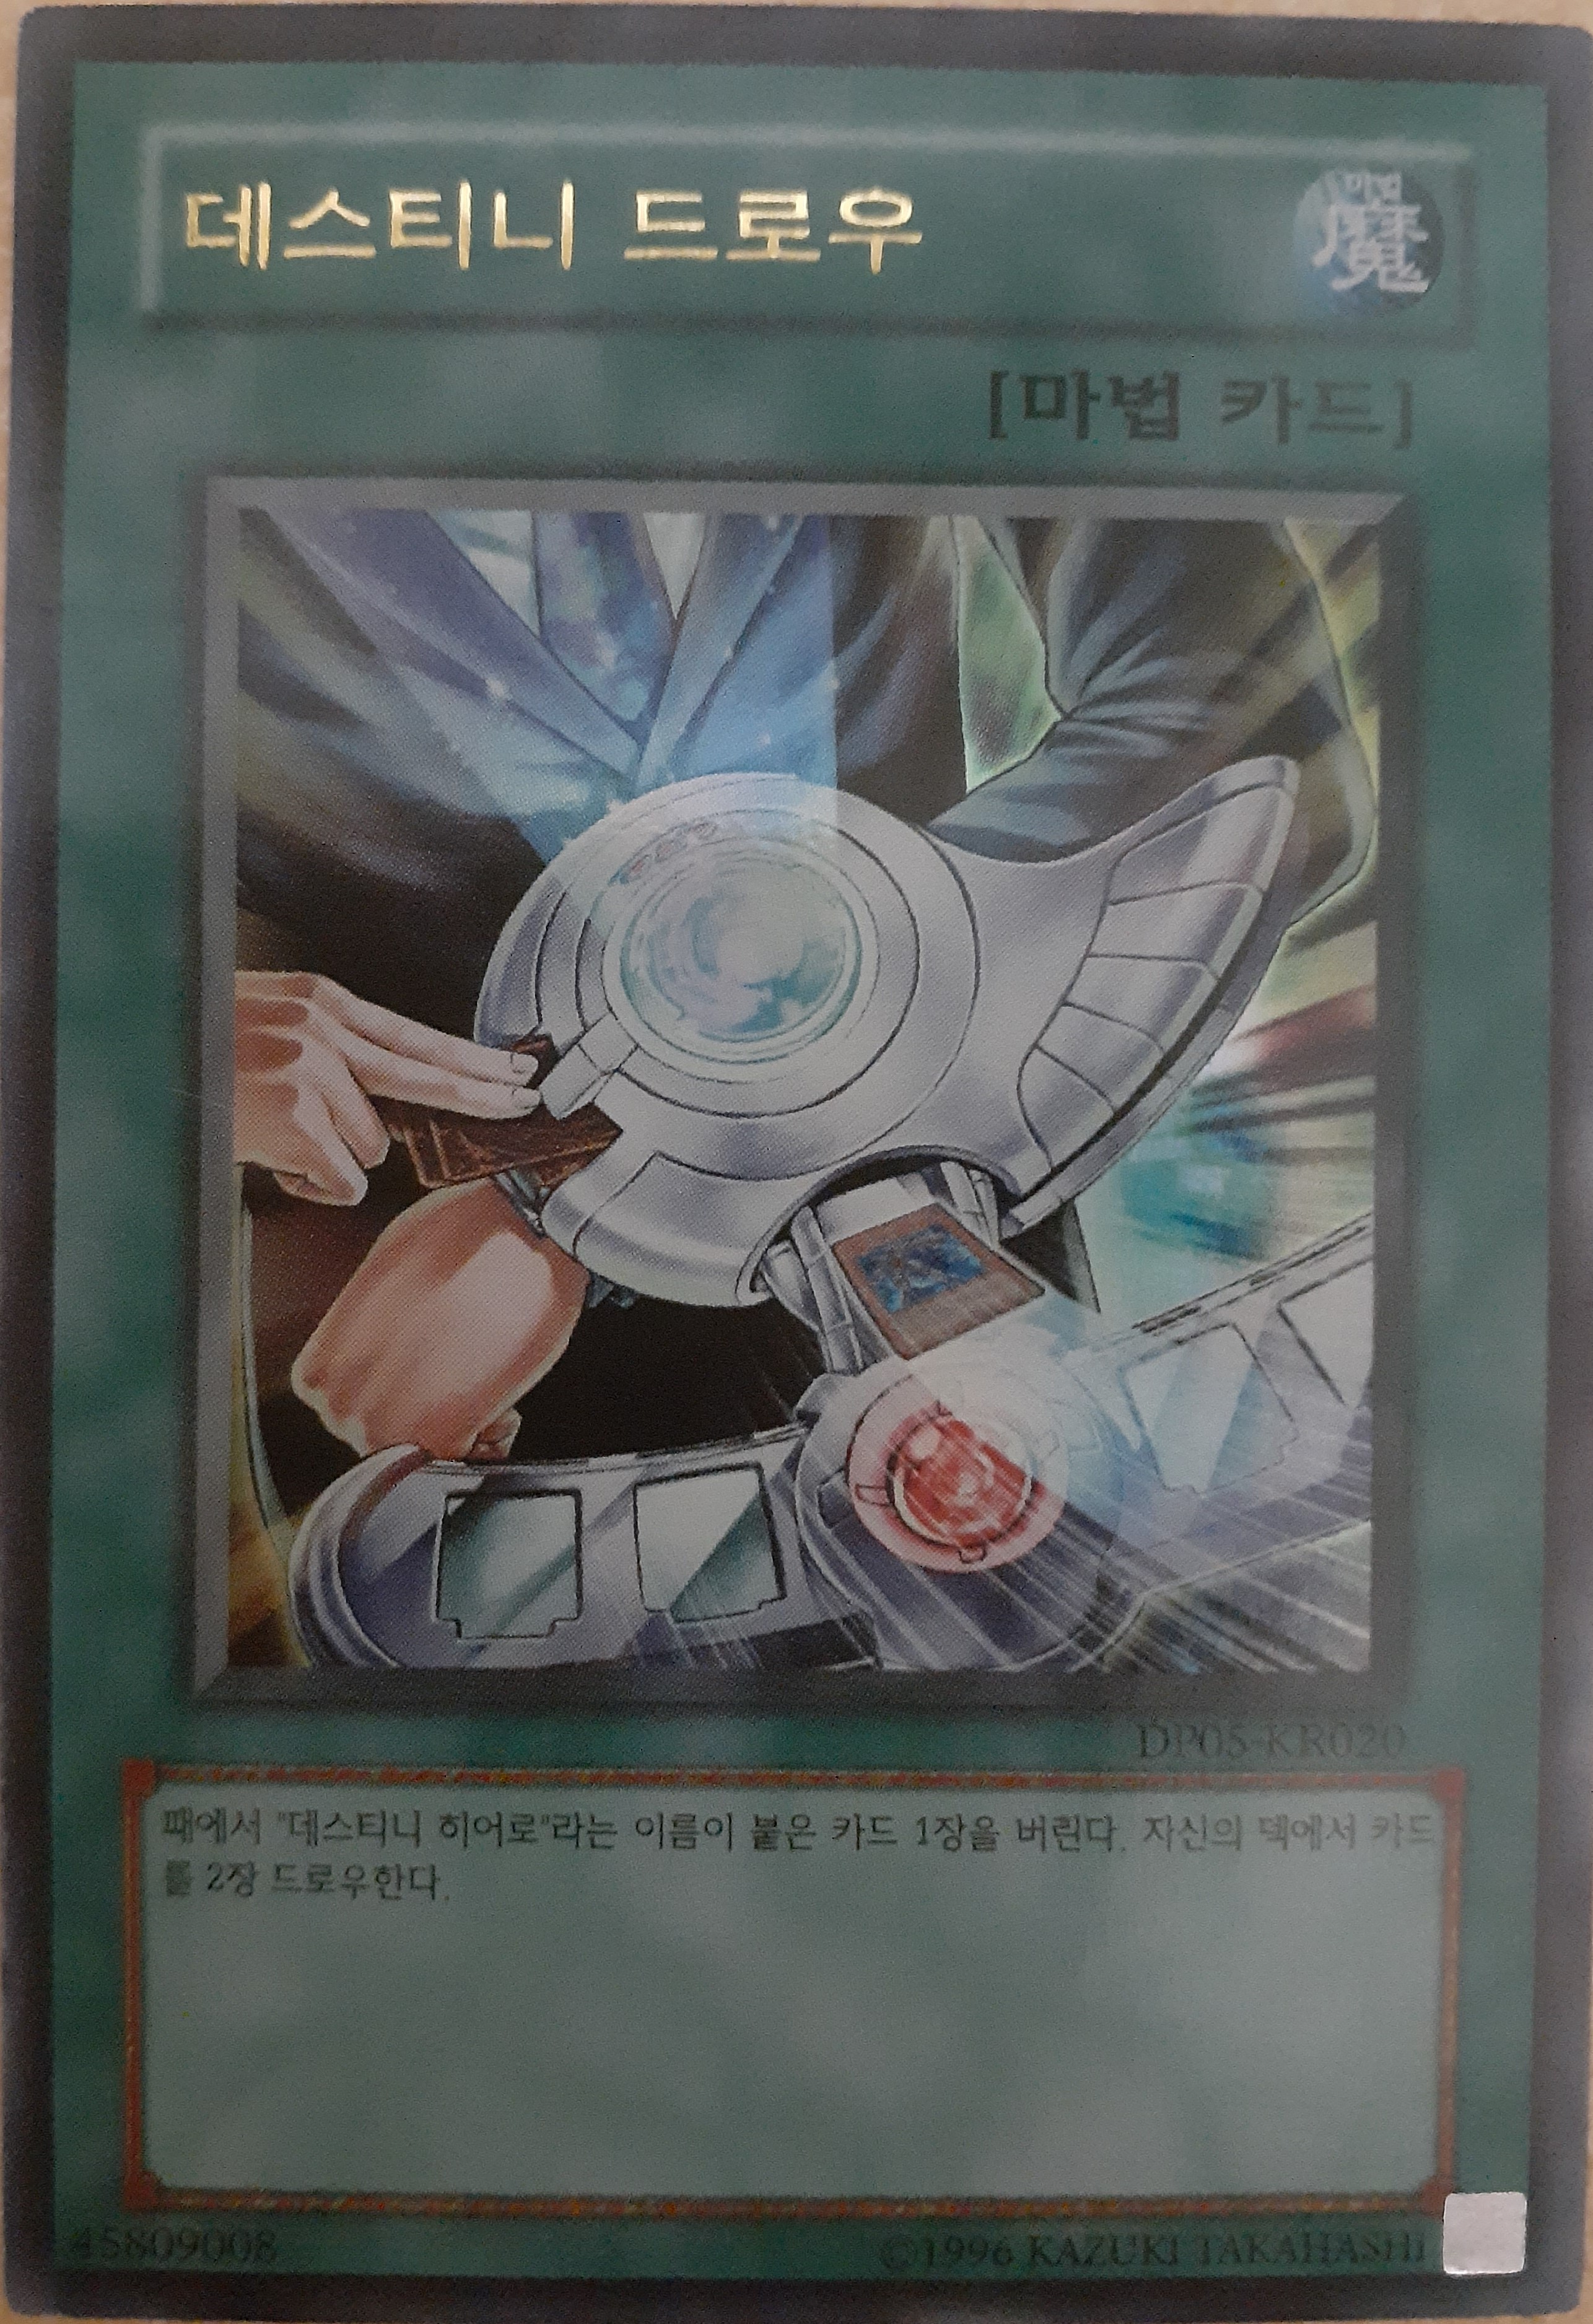 데스티니 드로우
마법
魔
[마법 카드]
DP05-KR020
패에서 "데스티니 히어로"라는 이름이 붙은 카드 1장을 버린다. 자신의 덱에서 카드
를 2장 드로우한다.
45809008
©1996 KAZUKI TAKAHASHI